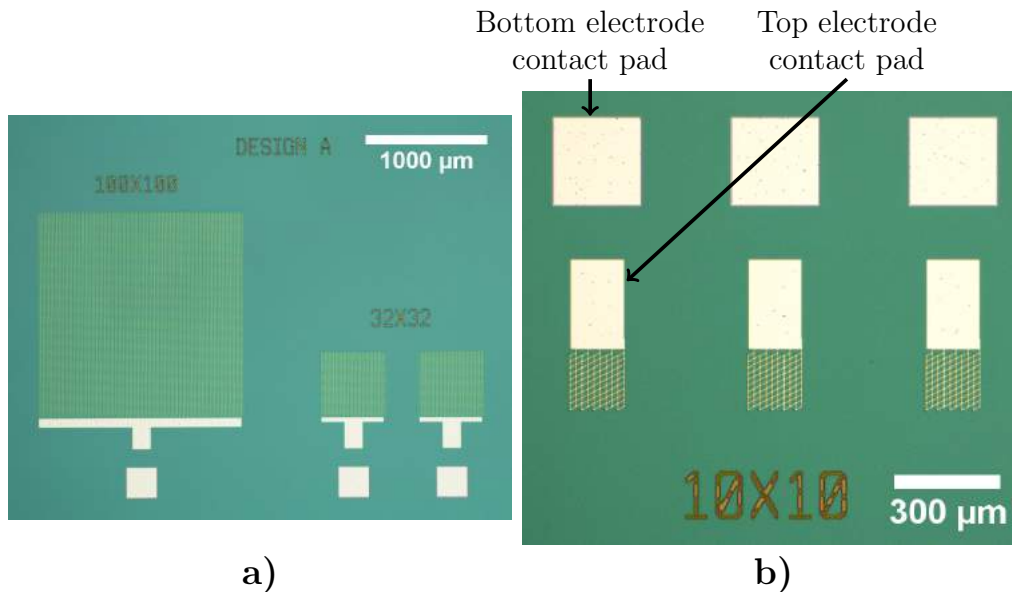 Bottom electrode
contact pad
Top electrode
contact pad
DESIGN A
1000 µm
100X100
32X32
10X10
300 µm
a)
b)